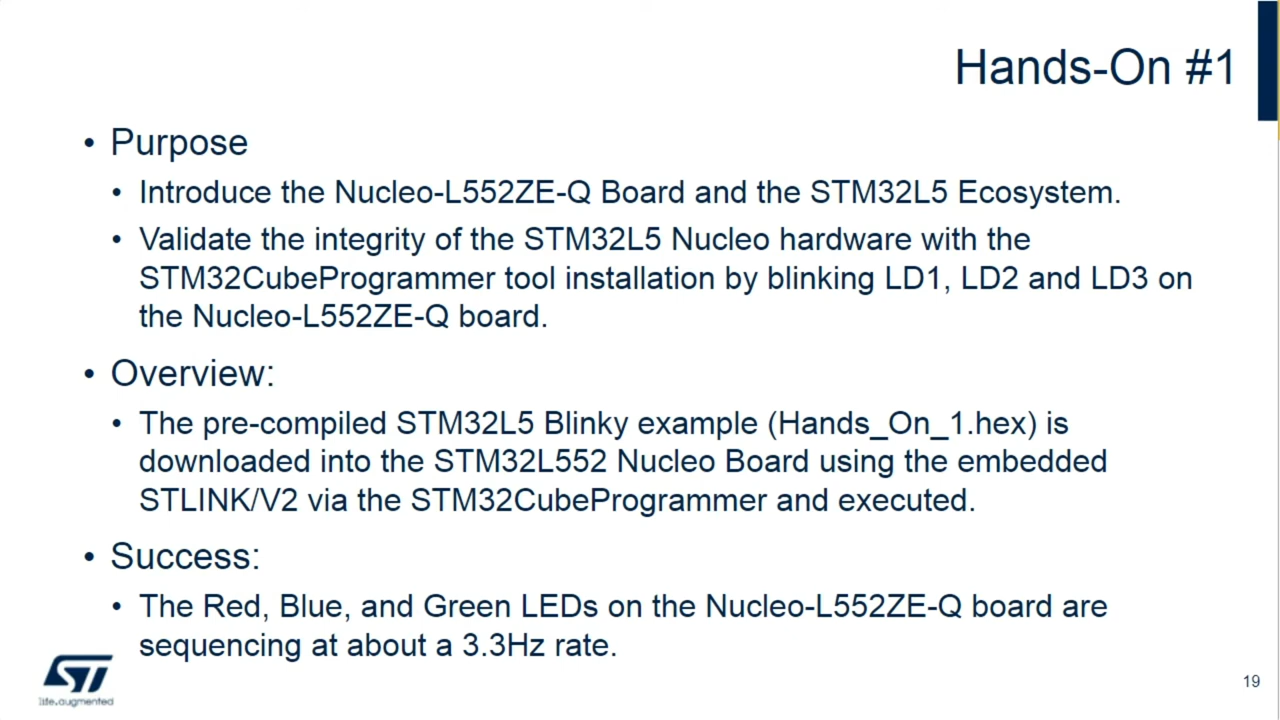 Hands-On #1
• Purpose
• Introduce the Nucleo-L552ZE-Q Board and the STM32L5 Ecosystem.
• Validate the integrity of the STM32L5 Nucleo hardware with the
STM32CubeProgrammer tool installation by blinking LD1, LD2 and LD3 on
the Nucleo-L552ZE-Q board.
• Overview:
• The pre-compiled STM32L5 Blinky example (Hands_On_1.hex) is
downloaded into the STM32L552 Nucleo Board using the embedded
STLINK/V2 via the STM32CubeProgrammer and executed.
• Success:
• The Red, Blue, and Green LEDs on the Nucleo-L552ZE-Q board are
sequencing at about a 3.3Hz rate.
ST
life.augmented
19